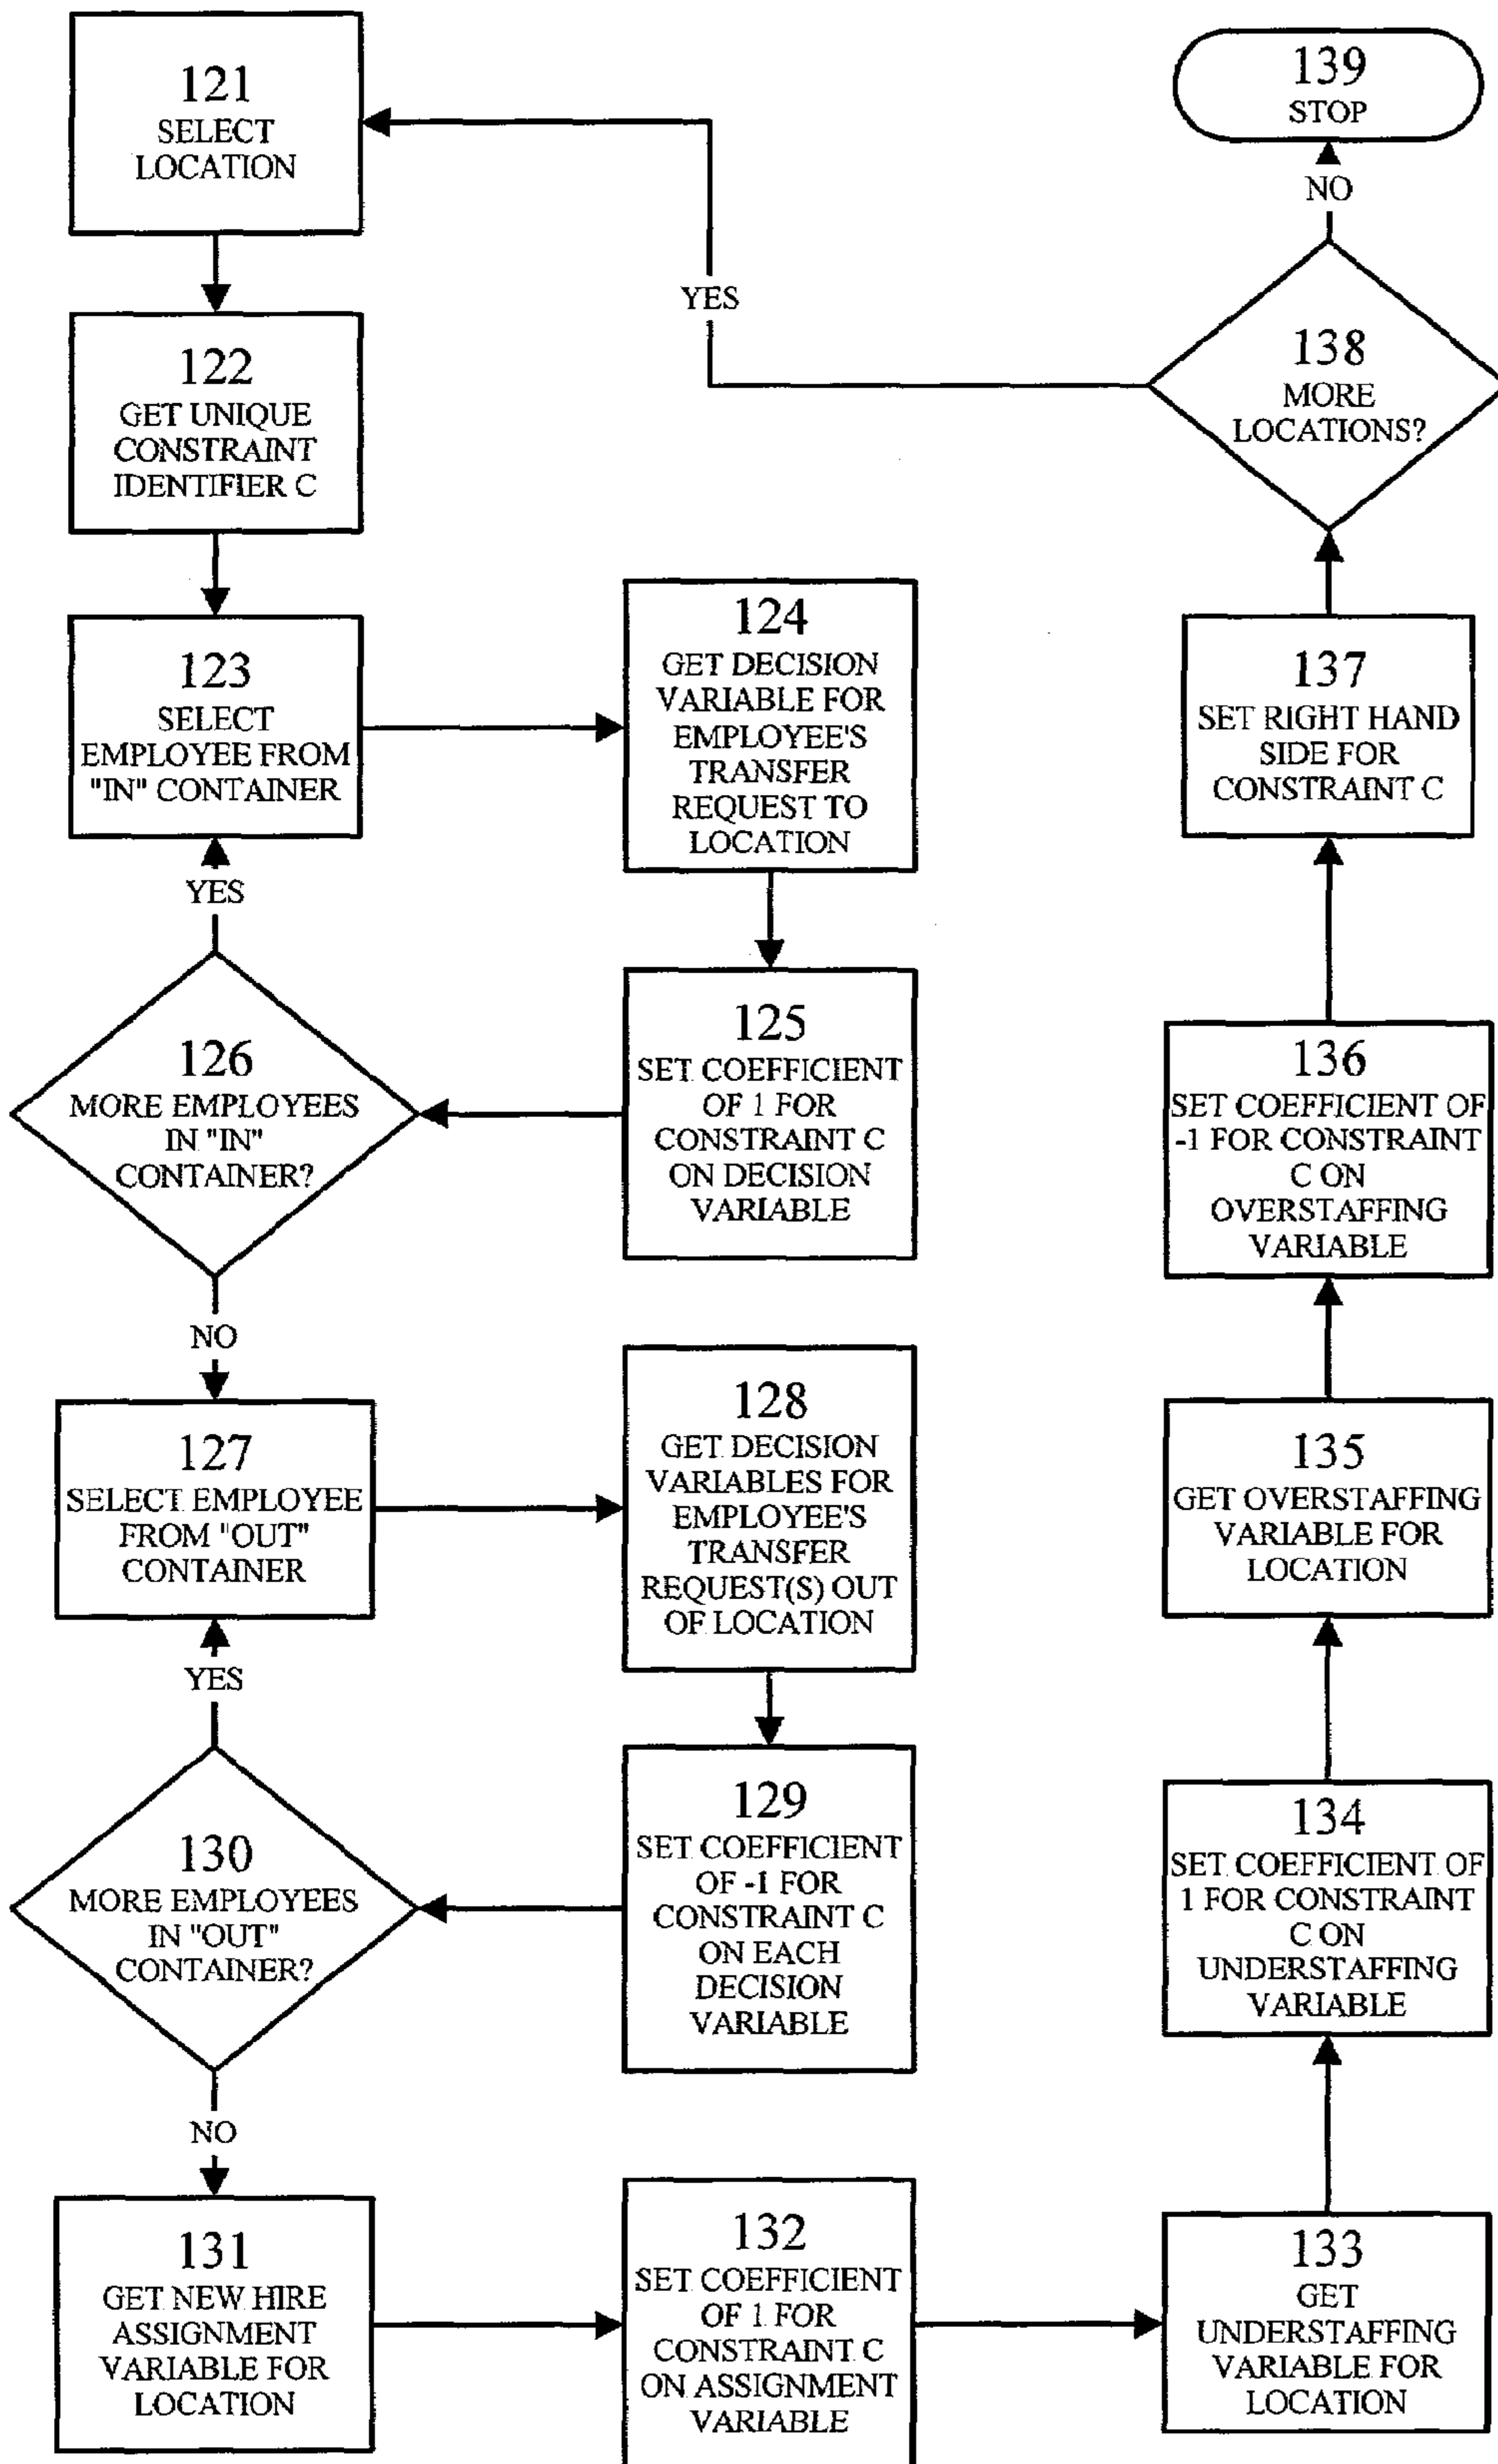 121
SELECT
LOCATION
122
GET UNIQUE
CONSTRAINT
IDENTIFIER C
123
SELECT
EMPLOYEE FROM
"IN" CONTAINER
124
GET DECISION
VARIABLE FOR
EMPLOYEE'S
TRANSFER
REQUEST TO
LOCATION
125
SET COEFFICIENT
OF 1 FOR
CONSTRAINT C
ON DECISION
VARIABLE
YES
126
MORE EMPLOYEES
IN "IN"
CONTAINER?
NO
127
SELECT EMPLOYEE
FROM "OUT"
CONTAINER
128
GET DECISION
VARIABLES FOR
EMPLOYEE'S
TRANSFER
REQUEST(S) OUT
OF LOCATION
129
SET COEFFICIENT
OF -1 FOR
CONSTRAINT C
ON EACH
DECISION
VARIABLE
YES
130
MORE EMPLOYEES
IN "OUT"
CONTAINER?
NO
131
GET NEW HIRE
ASSIGNMENT
VARIABLE FOR
LOCATION
132
SET COEFFICIENT
OF 1 FOR
CONSTRAINT C
ON ASSIGNMENT
VARIABLE
133
GET
UNDERSTAFFING
VARIABLE FOR
LOCATION
134
SET COEFFICIENT OF
1 FOR CONSTRAINT
C ON
UNDERSTAFFING
VARIABLE
135
GET OVERSTAFFING
VARIABLE FOR
LOCATION
136
SET COEFFICIENT OF
-1 FOR CONSTRAINT
C ON
OVERSTAFFING
VARIABLE
137
SET RIGHT HAND
SIDE FOR
CONSTRAINT C
138
MORE
LOCATIONS?
YES
NO
139
STOP